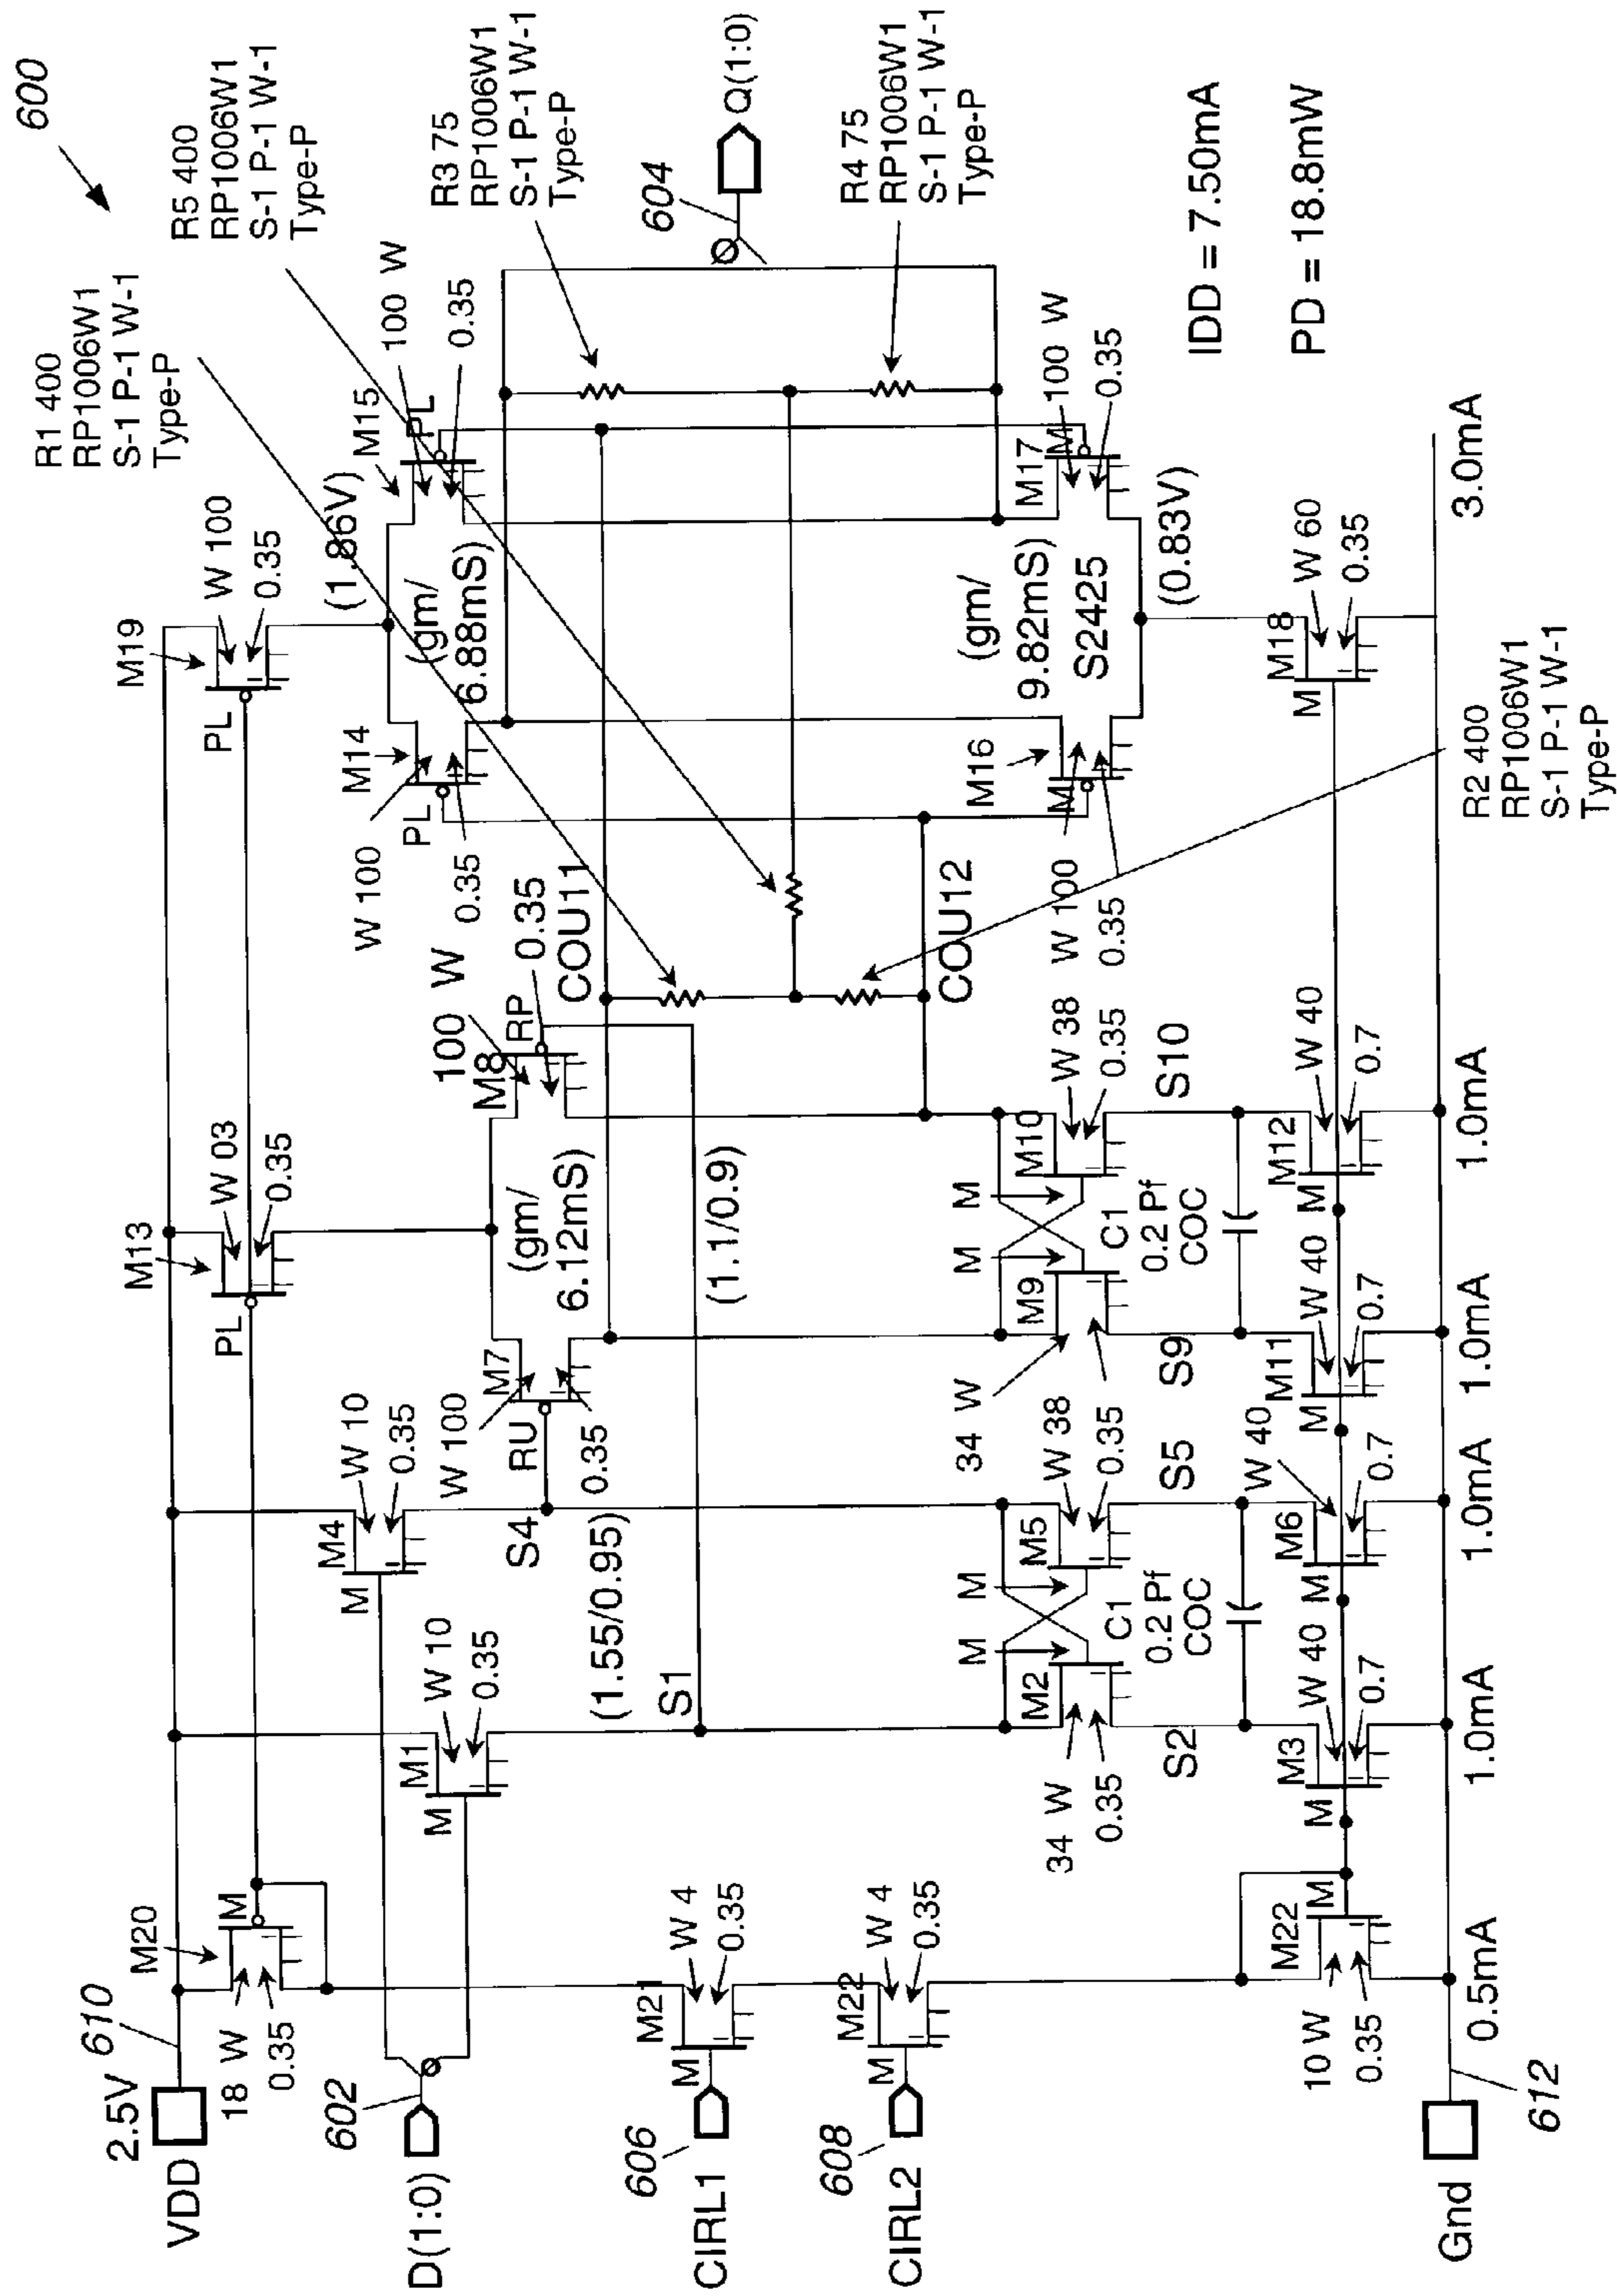 600
R1 400
RP1006W1
S-1 P-1 W-1
Type-P
R5 400
RP1006W1
S-1 P-1 W-1
Type-P
R3 75
RP1006W1
S-1 P-1 W-1
Type-P
604
Q(1:0)
R4 75
RP1006W1
S-1 P-1 W-1
Type-P
IDD = 7.50mA
PD = 18.8mW
2.5V
VDD
610
M20
M
18 W
0.35
M13
PL
W 03
0.35
M19
PL
W 100
0.35
(1.86V)
M15
100 W
0.35
PL
M14
W 100
0.35
PL
(gm/
6.88mS)
602
D(1:0)
M4
M
W 10
0.35
M1
M
W 10
0.35
S4
(1.55/0.95)
S1
M7
W 100
RU
0.35
(gm/
6.12mS)
M8
100 W
RP
0.35
(1.1/0.9)
COU11
COU12
606
CIRL1
M21
M
W 4
0.35
608
CIRL2
M22
M
W 4
0.35
M2
34 W
0.35
S2
M
M
C1
0.2 Pf
COC
M5
W 38
0.35
S5
M9
34 W
S9
M
M
C1
0.2 Pf
COC
M10
W 38
0.35
S10
M16
M
W 100
0.35
(gm/
9.82mS)
S2425
M17
M
100 W
0.35
(0.83V)
M22
M
10 W
0.35
M3
M
W 40
0.7
M6
M
W 40
0.7
M11
M
W 40
0.7
M12
M
W 40
0.7
M18
M
W 60
0.35
R2 400
RP1006W1
S-1 P-1 W-1
Type-P
Gnd
612
0.5mA
1.0mA
1.0mA
1.0mA
1.0mA
3.0mA